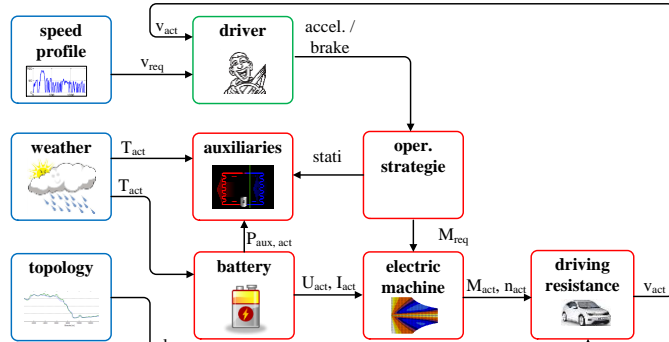 speed
profile
v_act
v_req
driver
accel. /
brake
weather
T_act
T_act
auxiliaries
stati
oper.
strategie
P_aux, act
M_req
topology
battery
U_act, I_act
electric
machine
M_act, n_act
driving
resistance
v_act